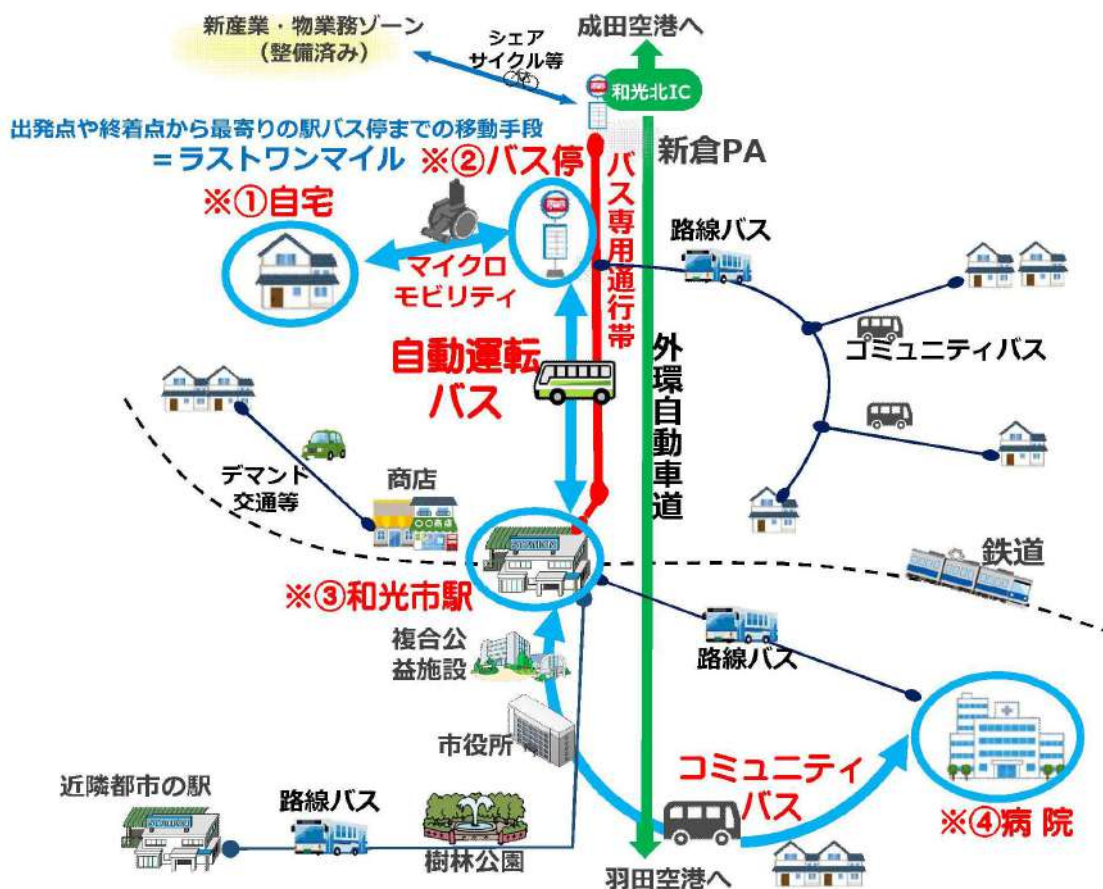 新産業・物業務ゾーン
（整備済み）
シェア
サイクル等
成田空港へ
和光北IC
出発点や終着点から最寄りの駅バス停までの移動手段
＝ラストワンマイル
※②バス停
新倉PA
※①自宅
バス専用通行帯
路線バス
マイクロ
モビリティ
コミュニティバス
自動運転
バス
外環自動車道
デマンド
交通等
商店
〇〇商店
鉄道
※③和光市駅
複合公
益施設
路線バス
市役所
コミュニティ
バス
近隣都市の駅
路線バス
樹林公園
※④病 院
羽田空港へ